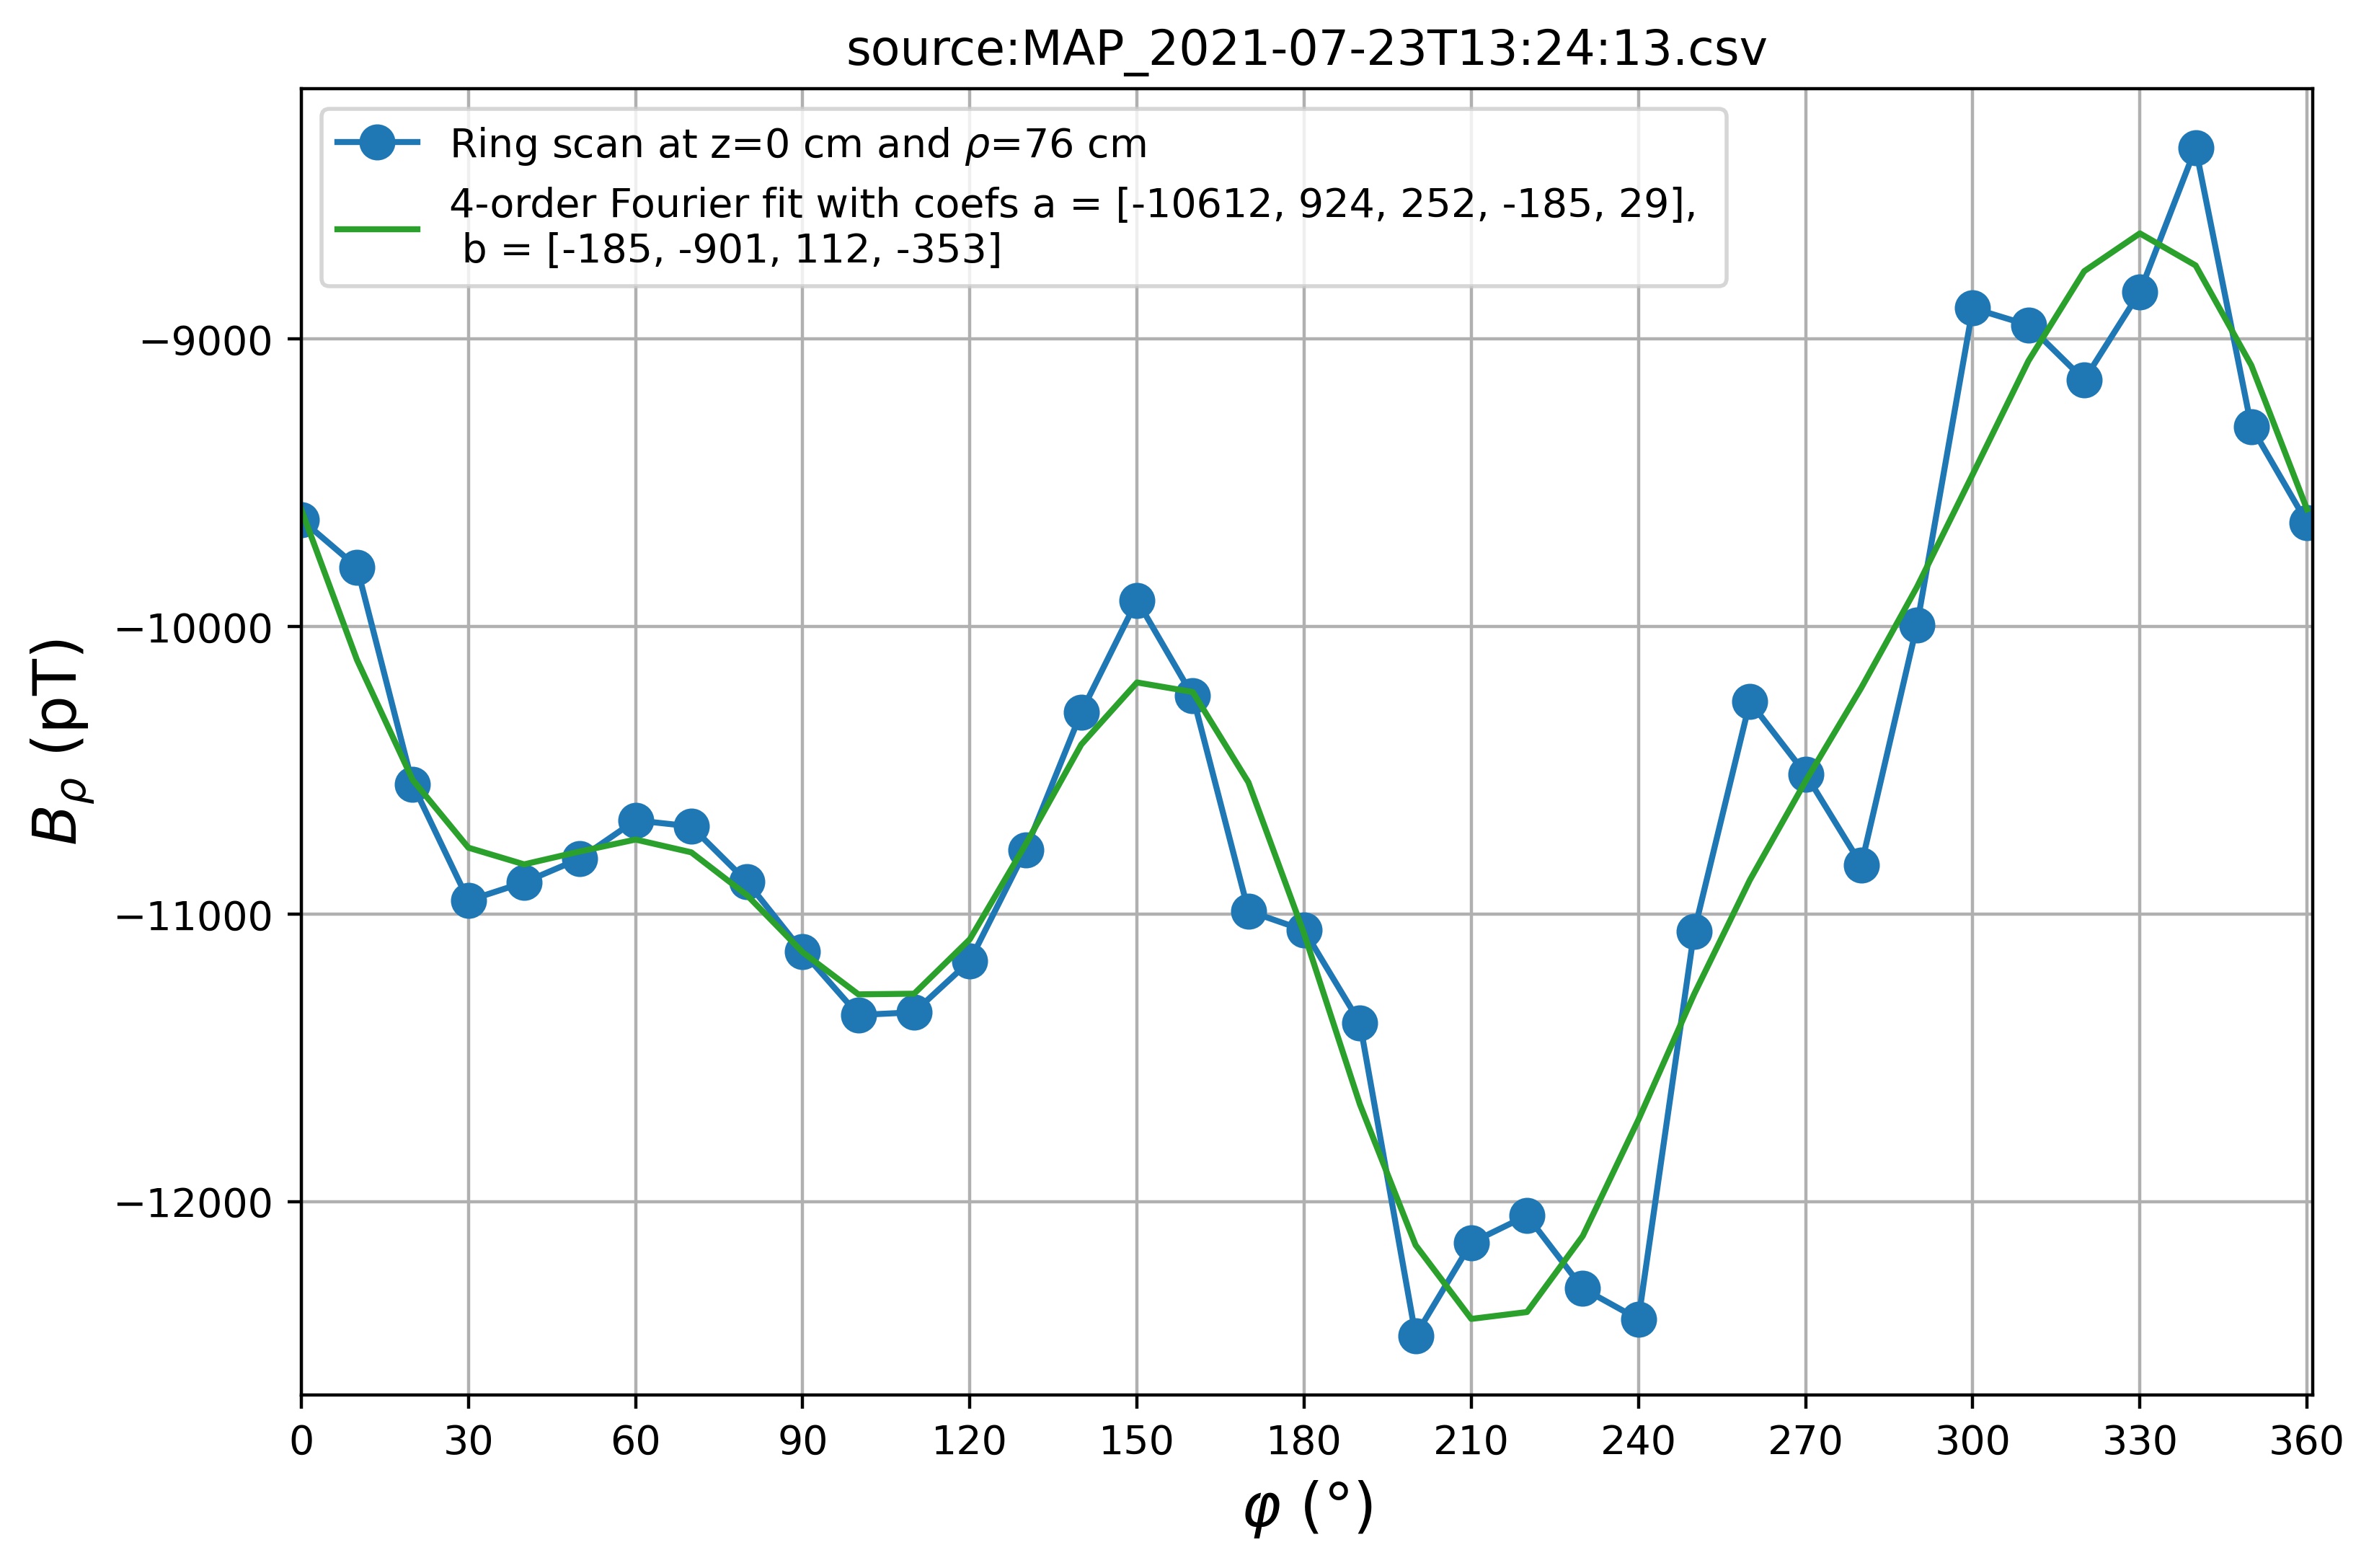 source:MAP_2021-07-23T13:24:13.csv
Ring scan at z=0 cm and ρ=76 cm
4-order Fourier fit with coefs a = [-10612, 924, 252, -185, 29],
b = [-185, -901, 112, -353]
−9000
−10000
−11000
−12000
Bρ (pT)
0 30 60 90 120 150 180 210 240 270 300 330 360
φ (°)